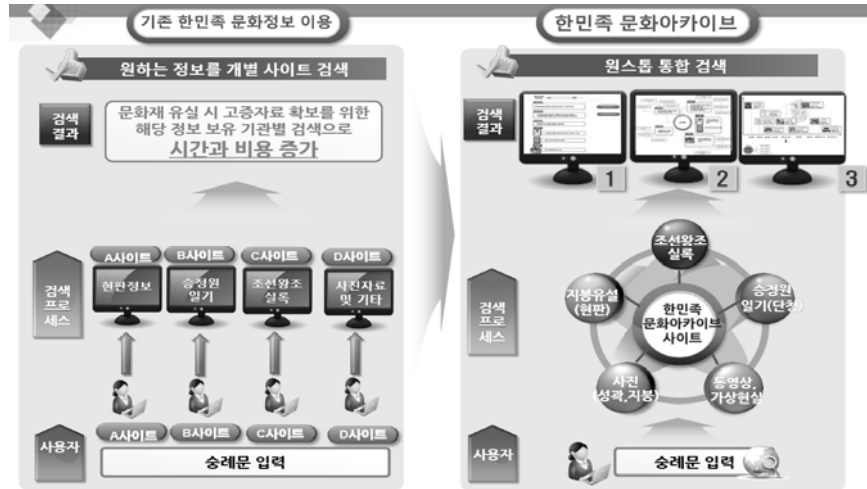 기존 한민족 문화정보 이용
원하는 정보를 개별 사이트 검색
검색
결과
문화재 유실 시 고증자료 확보를 위한
해당 정보 보유 기관별 검색으로
시간과 비용 증가
A사이트
B사이트
C사이트
D사이트
현판정보
승정원
일기
조선왕조
실록
사진자료
및 기타
검색
프로
세스
A사이트
B사이트
C사이트
D사이트
사용자
숭례문 입력
한민족 문화아카이브
원스톱 통합 검색
검색
결과
1
2
3
검색
프로
세스
조선왕조
실록
지봉유설
(현판)
승정원
일기(단청)
한민족
문화아카이브
사이트
사진
(성곽,지붕)
동영상,
가상현실
사용자
숭례문 입력